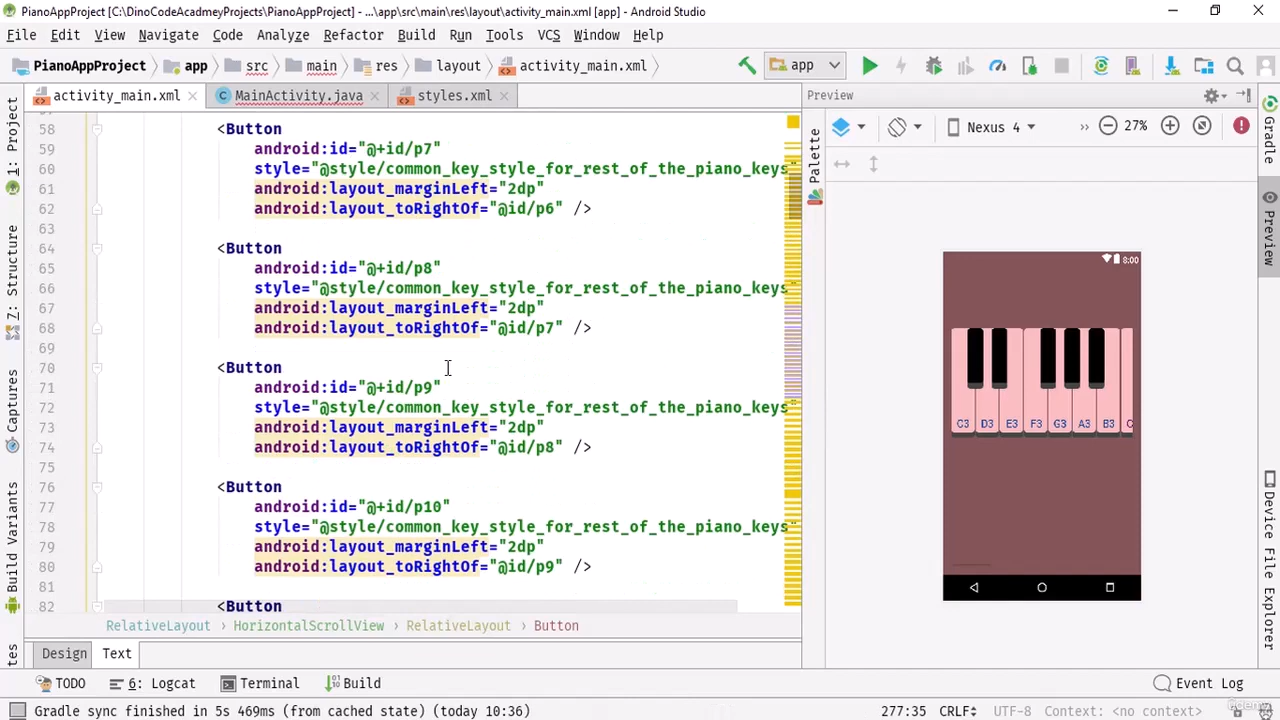 PianoAppProject [C:\DinoCodeAcadmeyProjects\PianoAppProject] - ...\app\src\main\res\layout\activity_main.xml [app] - Android Studio
File Edit View Navigate Code Analyze Refactor Build Run Tools VCS Window Help
PianoAppProject app src main res layout activity_main.xml app
activity_main.xml MainActivity.java styles.xml Preview
58 <Button
59 android:id="@+id/p7"
60 style="@style/common_key_style_for_rest_of_the_piano_keys"
61 android:layout_marginLeft="2dp"
62 android:layout_toRightOf="@id/p6" />
63
64 <Button
65 android:id="@+id/p8"
66 style="@style/common_key_style_for_rest_of_the_piano_keys"
67 android:layout_marginLeft="2dp"
68 android:layout_toRightOf="@id/p7" />
69
70 <Button
71 android:id="@+id/p9"
72 style="@style/common_key_style_for_rest_of_the_piano_keys"
73 android:layout_marginLeft="2dp"
74 android:layout_toRightOf="@id/p8" />
75
76 <Button
77 android:id="@+id/p10"
78 style="@style/common_key_style_for_rest_of_the_piano_keys"
79 android:layout_marginLeft="2dp"
80 android:layout_toRightOf="@id/p9" />
81
82 <Button
RelativeLayout › HorizontalScrollView › RelativeLayout › Button
Design Text
1: Project
7: Structure
Captures
Build Variants
Palette
Nexus 4 » 27%
8:00
C3 D3 E3 F3 G3 A3 B3 C
Gradle
Preview
Device File Explorer
TODO 6: Logcat Terminal Build Event Log
Gradle sync finished in 5s 469ms (from cached state) (today 10:36) 277:35 CRLF UTF-8 Context: <no context>
Udemy